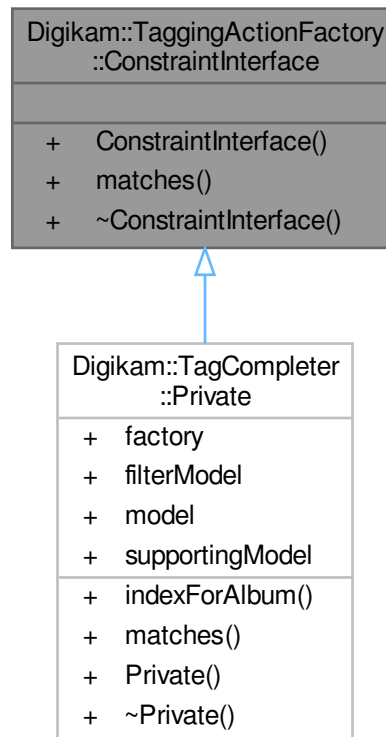 Digikam::TaggingActionFactory
::ConstraintInterface
+ ConstraintInterface()
+ matches()
+ ~ConstraintInterface()
Digikam::TagCompleter
::Private
+ factory
+ filterModel
+ model
+ supportingModel
+ indexForAlbum()
+ matches()
+ Private()
+ ~Private()